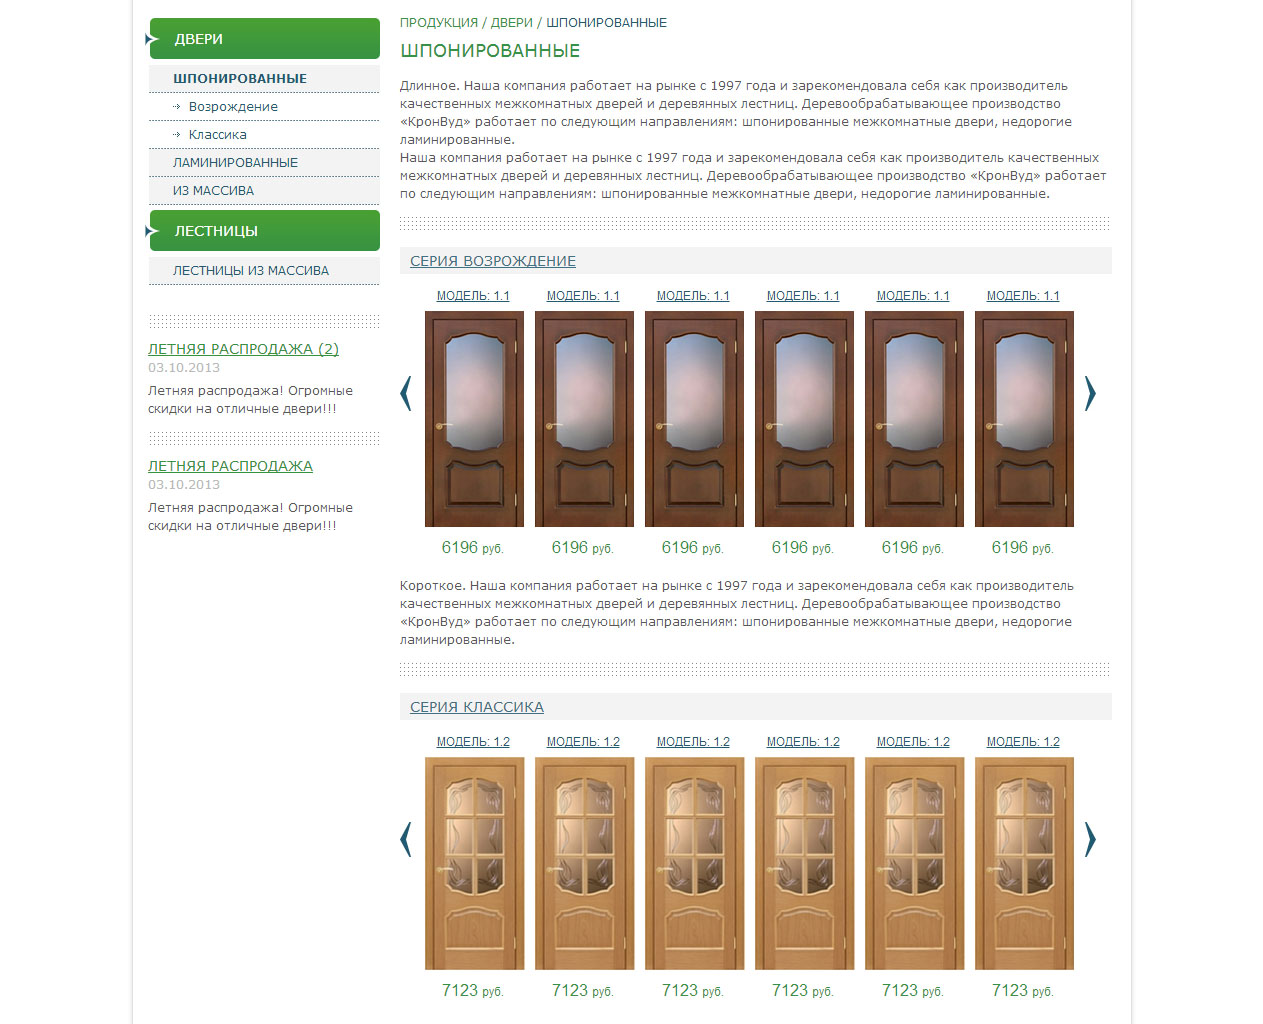 ДВЕРИ
ШПОНИРОВАННЫЕ
Возрождение
Классика
ЛАМИНИРОВАННЫЕ
ИЗ МАССИВА
ЛЕСТНИЦЫ
ЛЕСТНИЦЫ ИЗ МАССИВА
ЛЕТНЯЯ РАСПРОДАЖА (2)
03.10.2013
Летняя распродажа! Огромные
скидки на отличные двери!!!
ЛЕТНЯЯ РАСПРОДАЖА
03.10.2013
Летняя распродажа! Огромные
скидки на отличные двери!!!
ПРОДУКЦИЯ / ДВЕРИ / ШПОНИРОВАННЫЕ
ШПОНИРОВАННЫЕ
Длинное. Наша компания работает на рынке с 1997 года и зарекомендовала себя как производитель
качественных межкомнатных дверей и деревянных лестниц. Деревообрабатывающее производство
«КронВуд» работает по следующим направлениям: шпонированные межкомнатные двери, недорогие
ламинированные.
Наша компания работает на рынке с 1997 года и зарекомендовала себя как производитель качественных
межкомнатных дверей и деревянных лестниц. Деревообрабатывающее производство «КронВуд» работает
по следующим направлениям: шпонированные межкомнатные двери, недорогие ламинированные.
СЕРИЯ ВОЗРОЖДЕНИЕ
МОДЕЛЬ: 1.1 МОДЕЛЬ: 1.1 МОДЕЛЬ: 1.1 МОДЕЛЬ: 1.1 МОДЕЛЬ: 1.1 МОДЕЛЬ: 1.1
6196 руб. 6196 руб. 6196 руб. 6196 руб. 6196 руб. 6196 руб.
Короткое. Наша компания работает на рынке с 1997 года и зарекомендовала себя как производитель
качественных межкомнатных дверей и деревянных лестниц. Деревообрабатывающее производство
«КронВуд» работает по следующим направлениям: шпонированные межкомнатные двери, недорогие
ламинированные.
СЕРИЯ КЛАССИКА
МОДЕЛЬ: 1.2 МОДЕЛЬ: 1.2 МОДЕЛЬ: 1.2 МОДЕЛЬ: 1.2 МОДЕЛЬ: 1.2 МОДЕЛЬ: 1.2
7123 руб. 7123 руб. 7123 руб. 7123 руб. 7123 руб. 7123 руб.